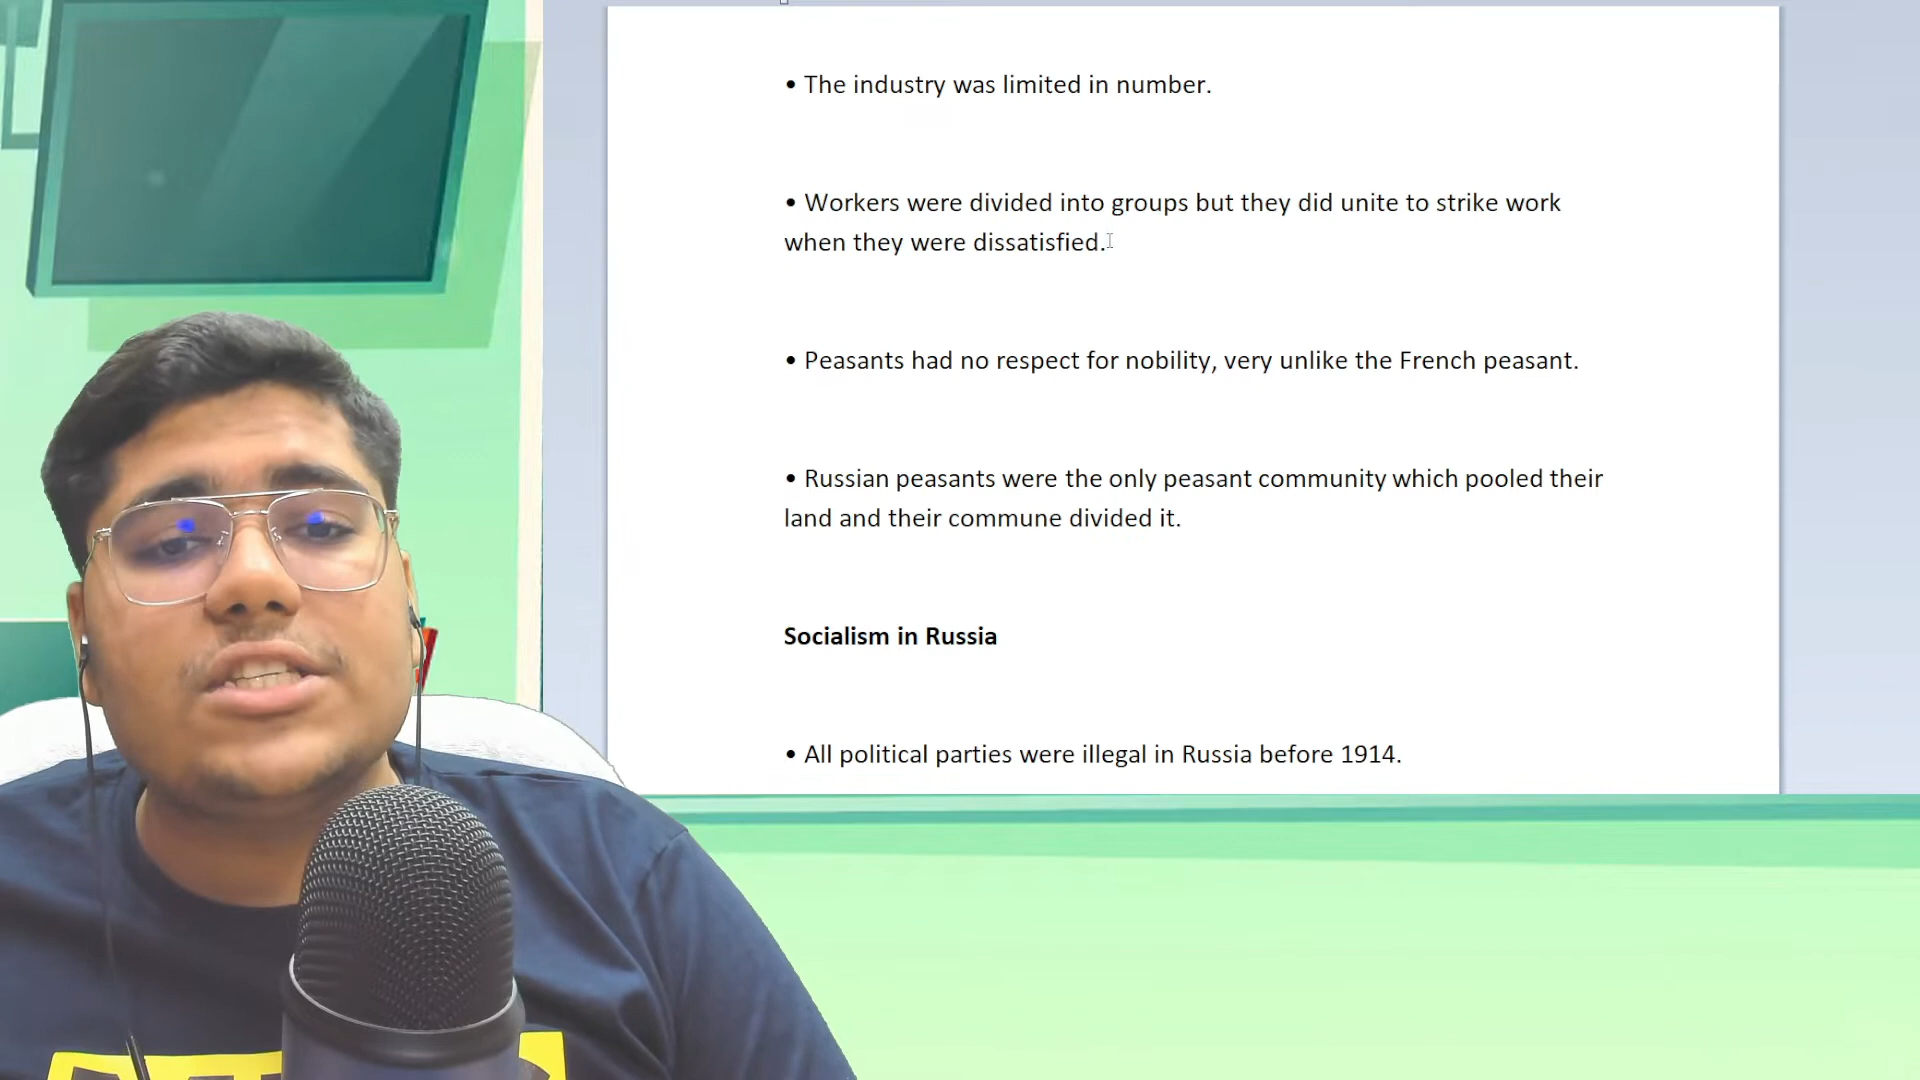 • The industry was limited in number.
• Workers were divided into groups but they did unite to strike work
when they were dissatisfied.
• Peasants had no respect for nobility, very unlike the French peasant.
• Russian peasants were the only peasant community which pooled their
land and their commune divided it.
Socialism in Russia
• All political parties were illegal in Russia before 1914.